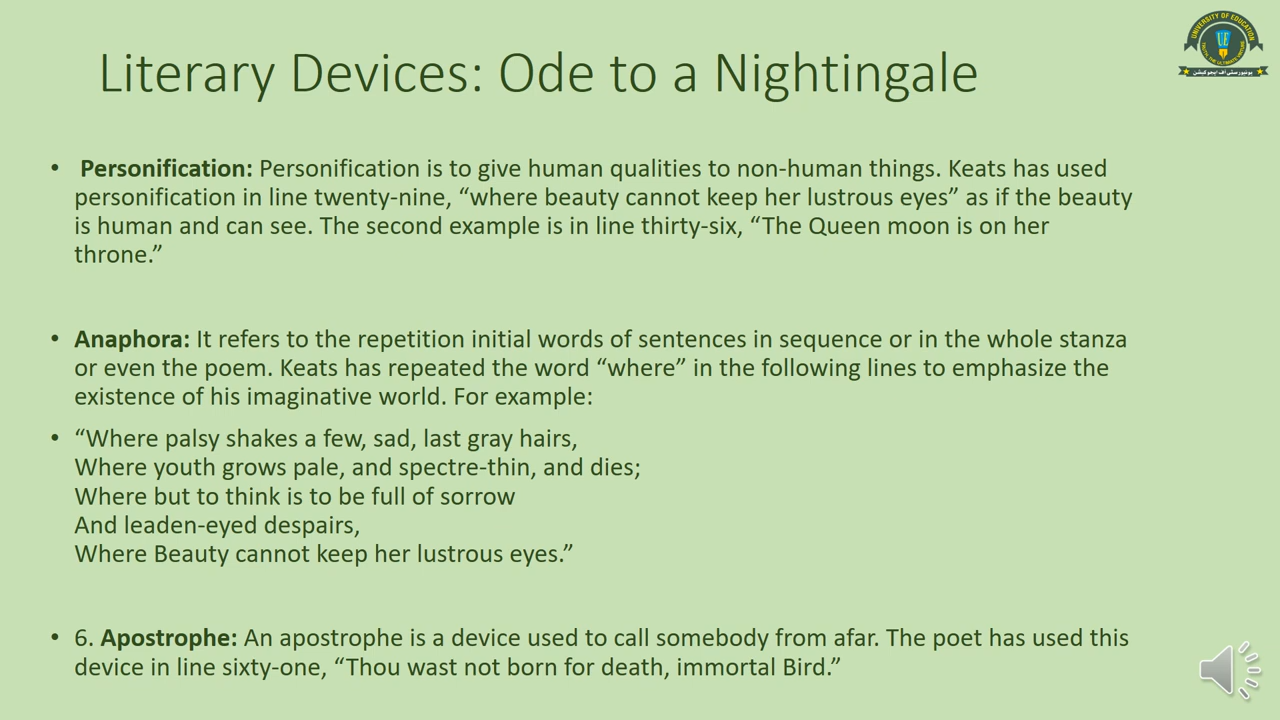 Literary Devices: Ode to a Nightingale
UNIVERSITY OF EDUCATION
UE
یونیورسٹی آف ایجوکیشن
• Personification: Personification is to give human qualities to non-human things. Keats has used
personification in line twenty-nine, “where beauty cannot keep her lustrous eyes” as if the beauty
is human and can see. The second example is in line thirty-six, “The Queen moon is on her
throne.”
• Anaphora: It refers to the repetition initial words of sentences in sequence or in the whole stanza
or even the poem. Keats has repeated the word “where” in the following lines to emphasize the
existence of his imaginative world. For example:
• “Where palsy shakes a few, sad, last gray hairs,
Where youth grows pale, and spectre-thin, and dies;
Where but to think is to be full of sorrow
And leaden-eyed despairs,
Where Beauty cannot keep her lustrous eyes.”
• 6. Apostrophe: An apostrophe is a device used to call somebody from afar. The poet has used this
device in line sixty-one, “Thou wast not born for death, immortal Bird.”